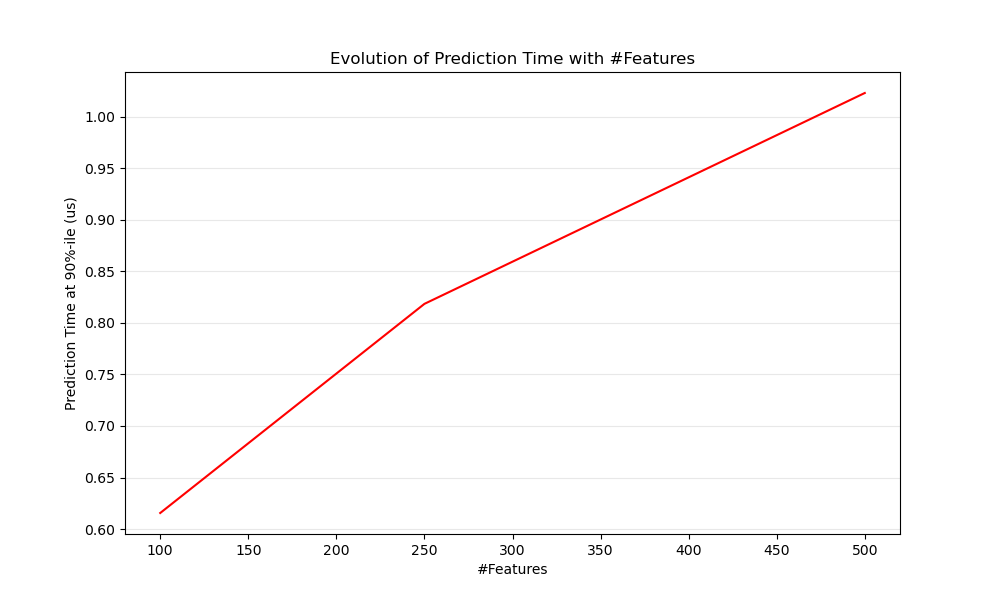 Evolution of Prediction Time with #Features
Prediction Time at 90%-ile (us)
1.00
0.95
0.90
0.85
0.80
0.75
0.70
0.65
0.60
100 150 200 250 300 350 400 450 500
#Features